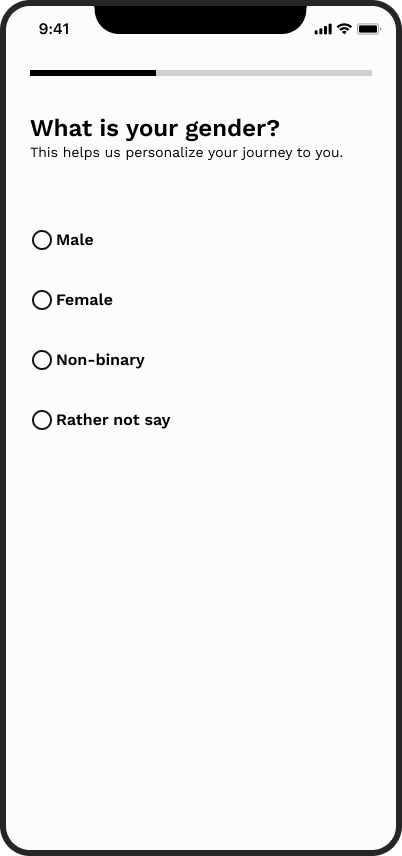 9:41
What is your gender?
This helps us personalize your journey to you.
Male
Female
Non-binary
Rather not say